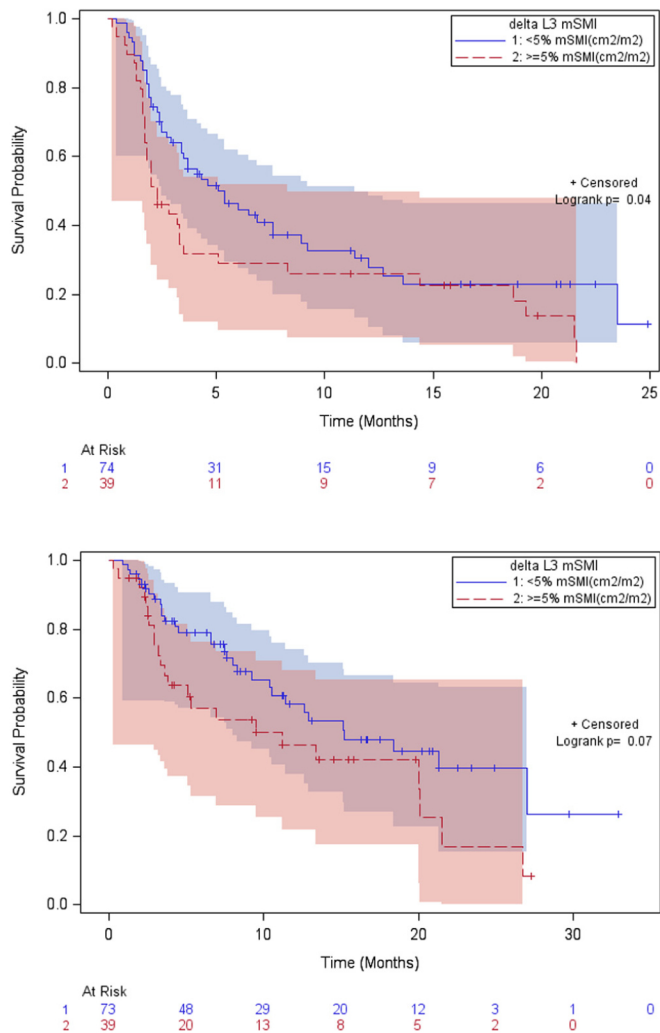 delta L3 mSMI
1: <5% mSMI(cm2/m2)
2: >=5% mSMI(cm2/m2)
1.0
0.8
0.6
0.4
0.2
0.0
Survival Probability
+ Censored
Logrank p= 0.04
0 5 10 15 20 25
Time (Months)
At Risk
1 74 31 15 9 6 0
2 39 11 9 7 2 0
delta L3 mSMI
1: <5% mSMI(cm2/m2)
2: >=5% mSMI(cm2/m2)
1.0
0.8
0.6
0.4
0.2
0.0
Survival Probability
+ Censored
Logrank p= 0.07
0 10 20 30
Time (Months)
At Risk
1 73 48 29 20 12 3 1 0
2 39 20 13 8 5 2 0